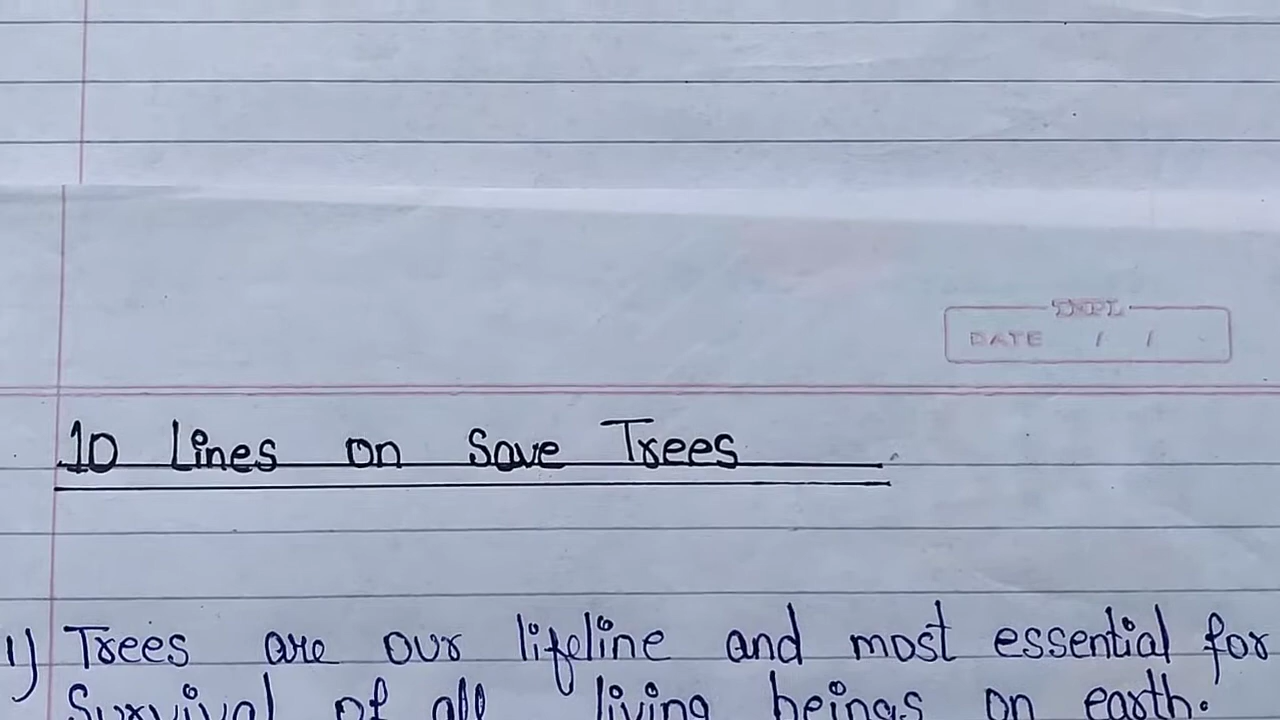 DATE / /
10 Lines on Save Trees
1) Trees are our lifeline and most essential for
Survival of all living beings on earth.